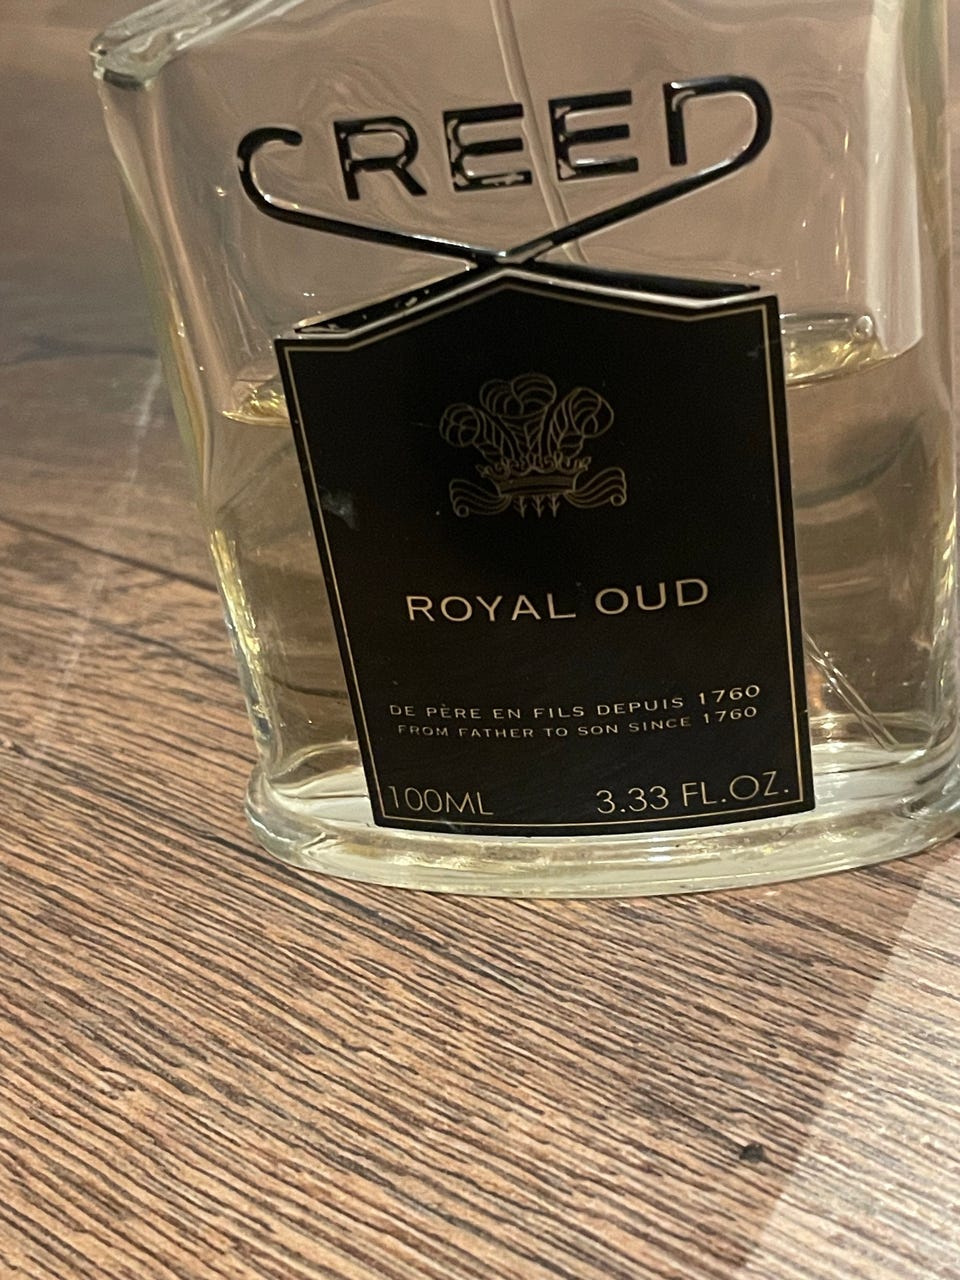 CREED
ROYAL OUD
DE PÈRE EN FILS DEPUIS 1760
FROM FATHER TO SON SINCE 1760
100ML 3.33 FL.OZ.